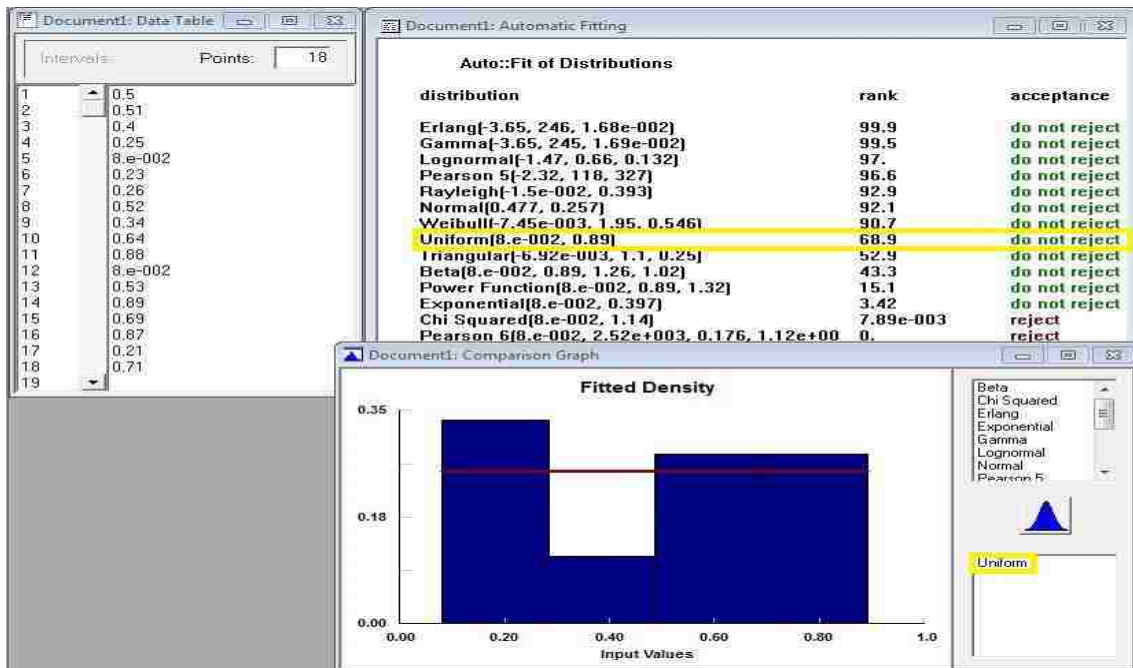 Document1: Data Table
Intervals: Points: 18
1 0.5
2 0.51
3 0.4
4 0.25
5 8.e-002
6 0.23
7 0.26
8 0.52
9 0.34
10 0.64
11 0.88
12 8.e-002
13 0.53
14 0.89
15 0.69
16 0.87
17 0.21
18 0.71
19
Document1: Automatic Fitting
Auto::Fit of Distributions
distribution rank acceptance
Erlang(-3.65, 246, 1.68e-002) 99.9 do not reject
Gamma(-3.65, 245, 1.69e-002) 99.5 do not reject
Lognormal(-1.47, 0.66, 0.132) 97. do not reject
Pearson 5(-2.32, 118, 327) 96.6 do not reject
Rayleigh(-1.5e-002, 0.393) 92.9 do not reject
Normal(0.477, 0.257) 92.1 do not reject
Weibull(-7.45e-003, 1.95, 0.546) 90.7 do not reject
Uniform(8.e-002, 0.89) 68.9 do not reject
Triangular(-6.92e-003, 1.1, 0.25) 52.9 do not reject
Beta(8.e-002, 0.89, 1.26, 1.02) 43.3 do not reject
Power Function(8.e-002, 0.89, 1.32) 15.1 do not reject
Exponential(8.e-002, 0.397) 3.42 do not reject
Chi Squared(8.e-002, 1.14) 7.89e-003 reject
Pearson 6(8.e-002, 2.52e+003, 0.176, 1.12e+00 0. reject
Document1: Comparison Graph
Fitted Density
0.35
0.18
0.00
0.00 0.20 0.40 0.60 0.80 1.0
Input Values
Beta
Chi Squared
Erlang
Exponential
Gamma
Lognormal
Normal
Pearson 5
Uniform